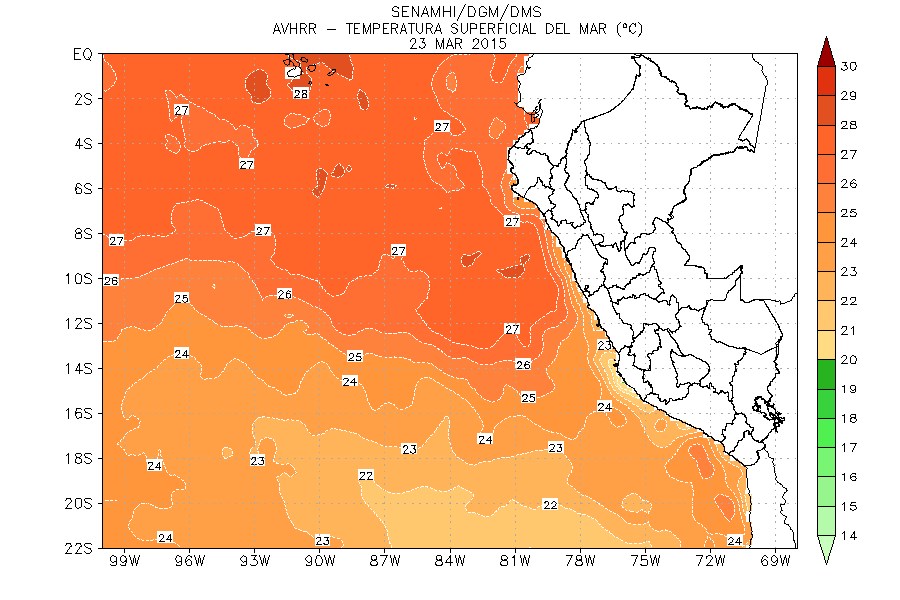 SENAMHI/DGM/DMS
AVHRR – TEMPERATURA SUPERFICIAL DEL MAR (ºC)
23 MAR 2015
EQ
30
29
28
2S
27
27
28
4S
27
27
6S
26
27
25
8S
27
27
27
24
10S
26
23
25
26
22
12S
27
21
24
25
23
14S
26
20
24
25
19
16S
24
18
23
24
23
17
18S
24
23
16
22
20S
22
15
24
23
24
14
22S
99W 96W 93W 90W 87W 84W 81W 78W 75W 72W 69W